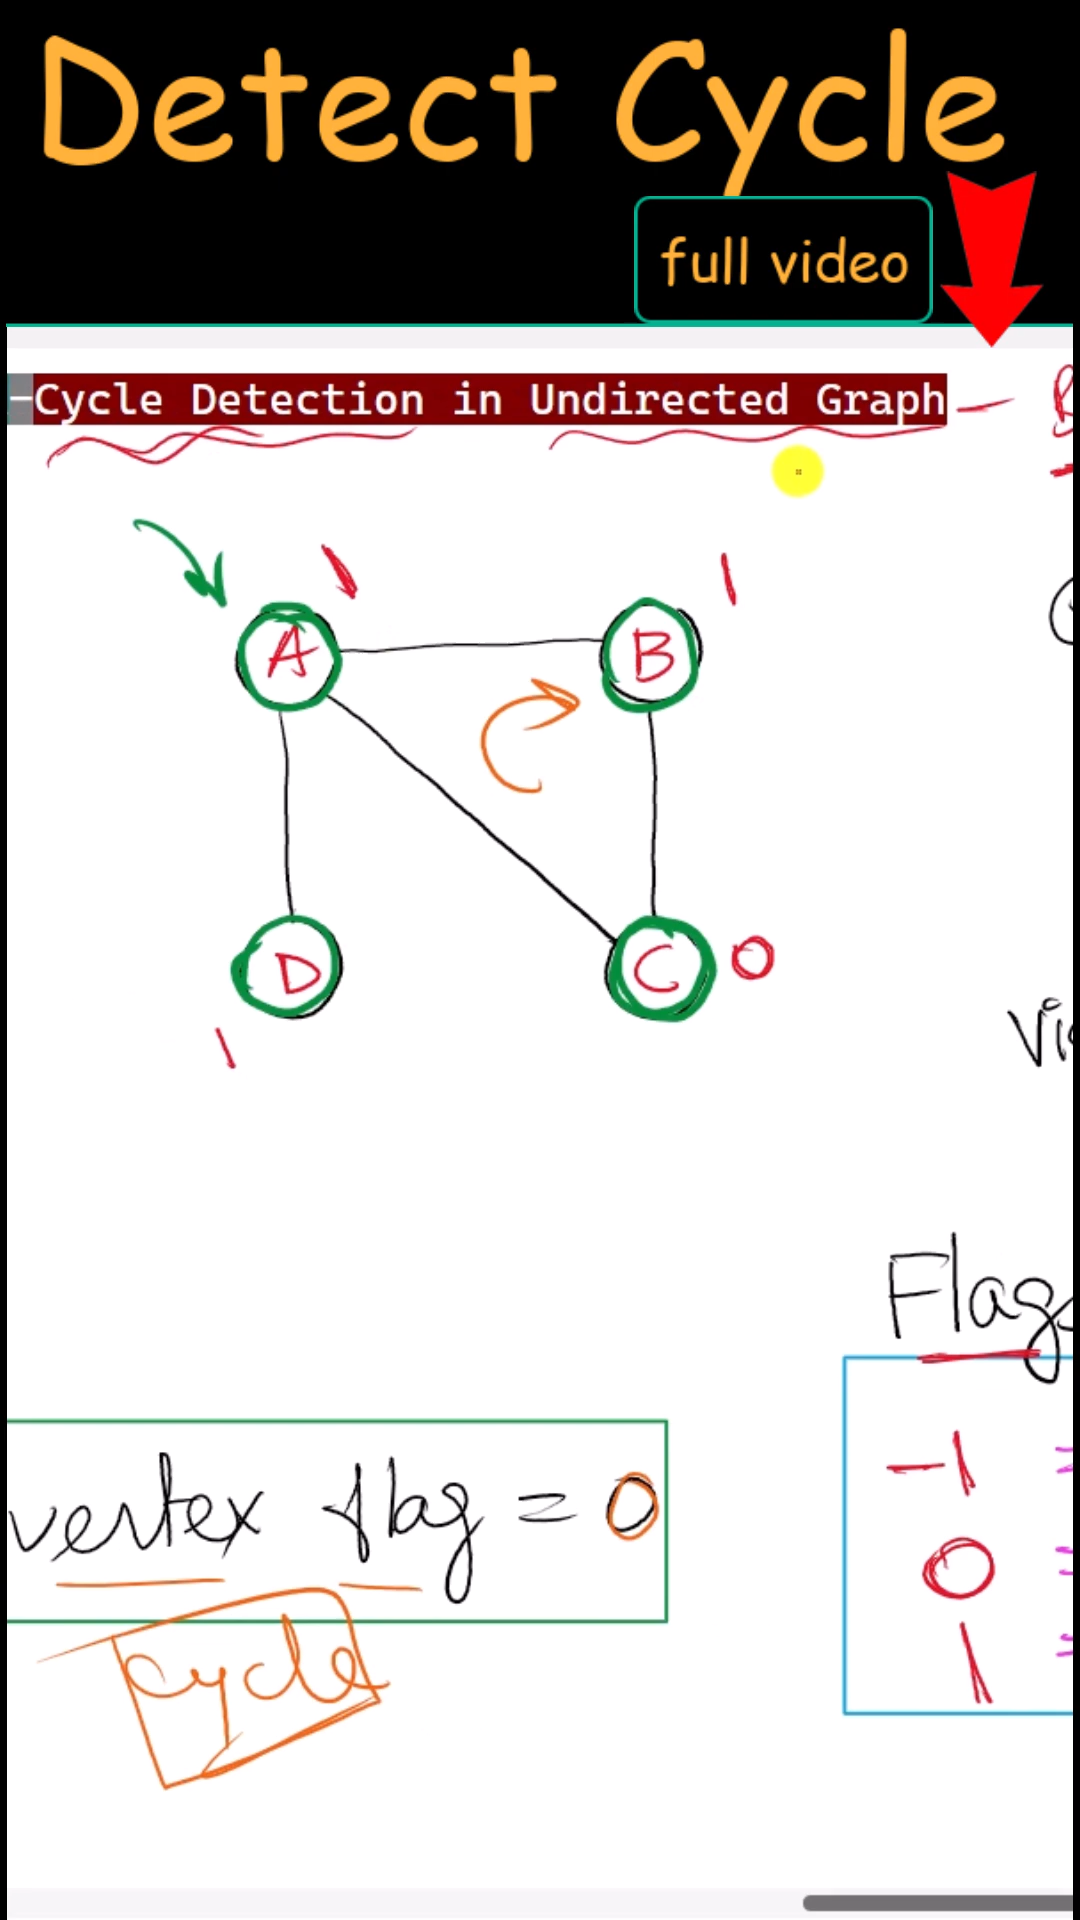 Detect Cycle
full video
-Cycle Detection in Undirected Graph -
1
1
A
B
D
C
0
1
Flag
vertex flag = 0
-1
0
1
cycle